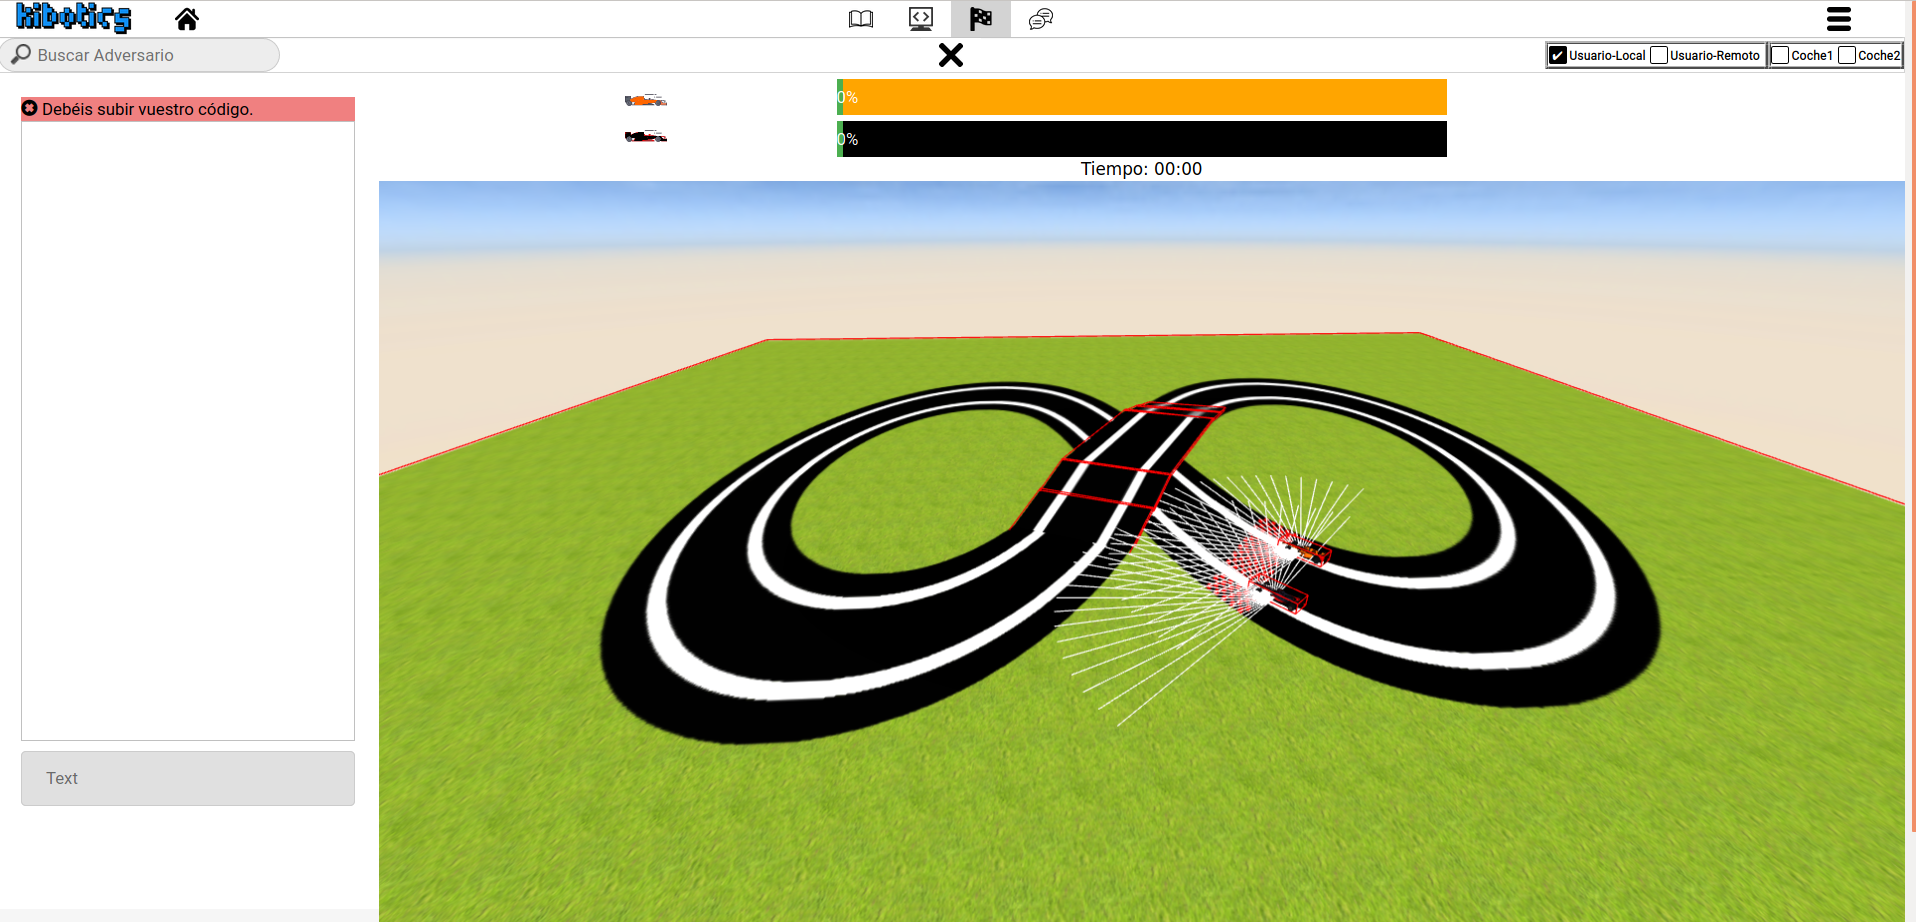 kibotics
Buscar Adversario
Usuario-Local Usuario-Remoto Coche1 Coche2
Debéis subir vuestro código.
0%
0%
Tiempo: 00:00
Text